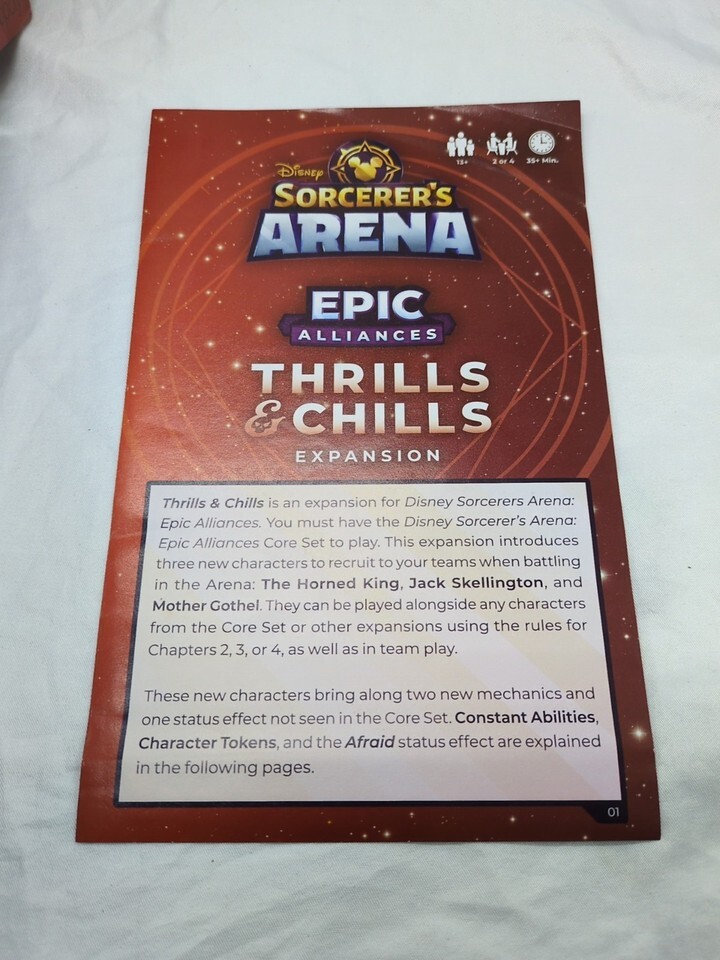 13+
2 or 4
35+ Min.
Disney
SORCERER'S
ARENA
EPIC
ALLIANCES
THRILLS
& CHILLS
EXPANSION
Thrills & Chills is an expansion for Disney Sorcerers Arena:
Epic Alliances. You must have the Disney Sorcerer's Arena:
Epic Alliances Core Set to play. This expansion introduces
three new characters to recruit to your teams when battling
in the Arena: The Horned King, Jack Skellington, and
Mother Gothel. They can be played alongside any characters
from the Core Set or other expansions using the rules for
Chapters 2, 3, or 4, as well as in team play.
These new characters bring along two new mechanics and
one status effect not seen in the Core Set. Constant Abilities,
Character Tokens, and the Afraid status effect are explained
in the following pages.
01